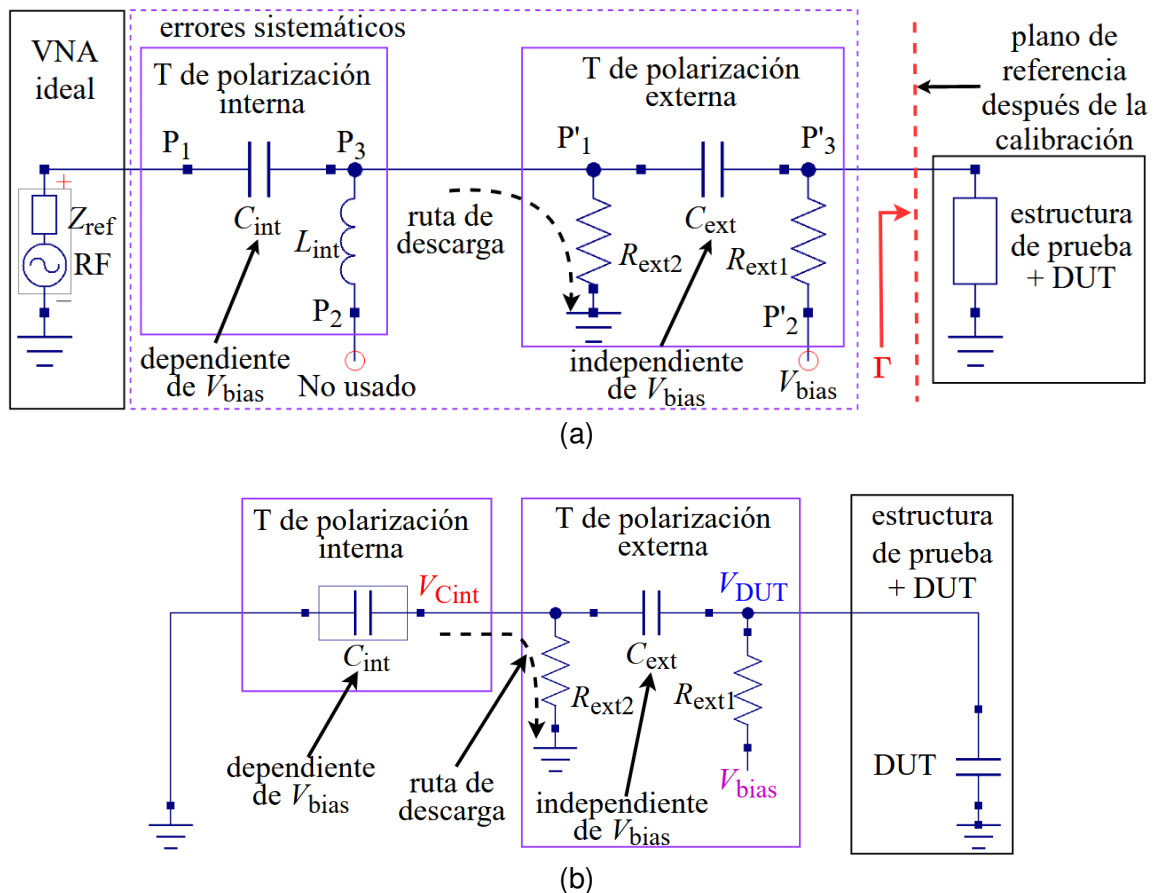 errores sistemáticos
VNA
ideal
T de polarización
interna
T de polarización
externa
plano de
referencia
después de la
calibración
P1
P3
P'1
P'3
+
Zref
RF
−
Cint
Lint
ruta de
descarga
Rext2
Cext
Rext1
estructura
de prueba
+ DUT
P2
P'2
dependiente
de Vbias
No usado
independiente
de Vbias
Vbias
Γ
(a)
T de polarización
interna
T de polarización
externa
estructura
de prueba
+ DUT
VCint
VDUT
Cint
Rext2
Cext
Rext1
dependiente
de Vbias
ruta de
descarga
independiente
de Vbias
Vbias
DUT
(b)